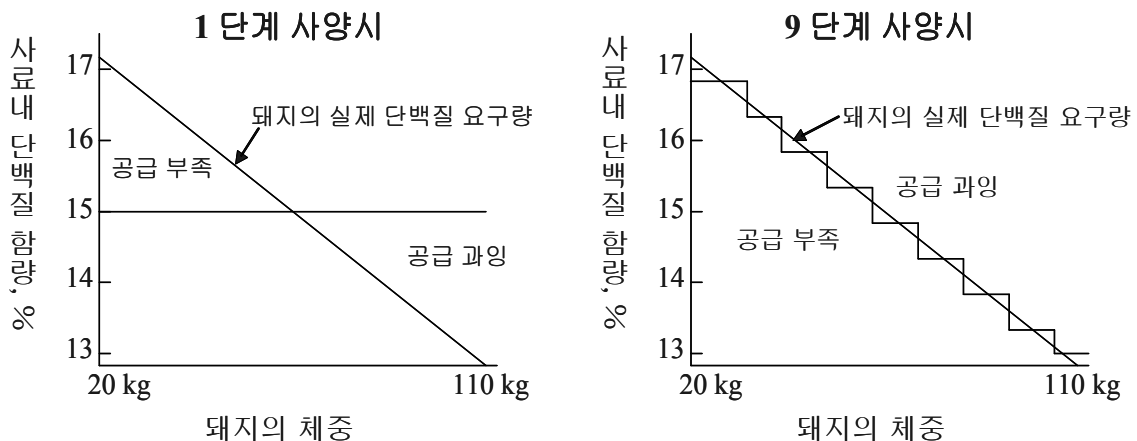 1 단계 사양시
사료내 단백질 함량, %
17
16
15
14
13
돼지의 실제 단백질 요구량
공급 부족
공급 과잉
20 kg
110 kg
돼지의 체중
9 단계 사양시
사료내 단백질 함량, %
17
16
15
14
13
돼지의 실제 단백질 요구량
공급 과잉
공급 부족
20 kg
110 kg
돼지의 체중